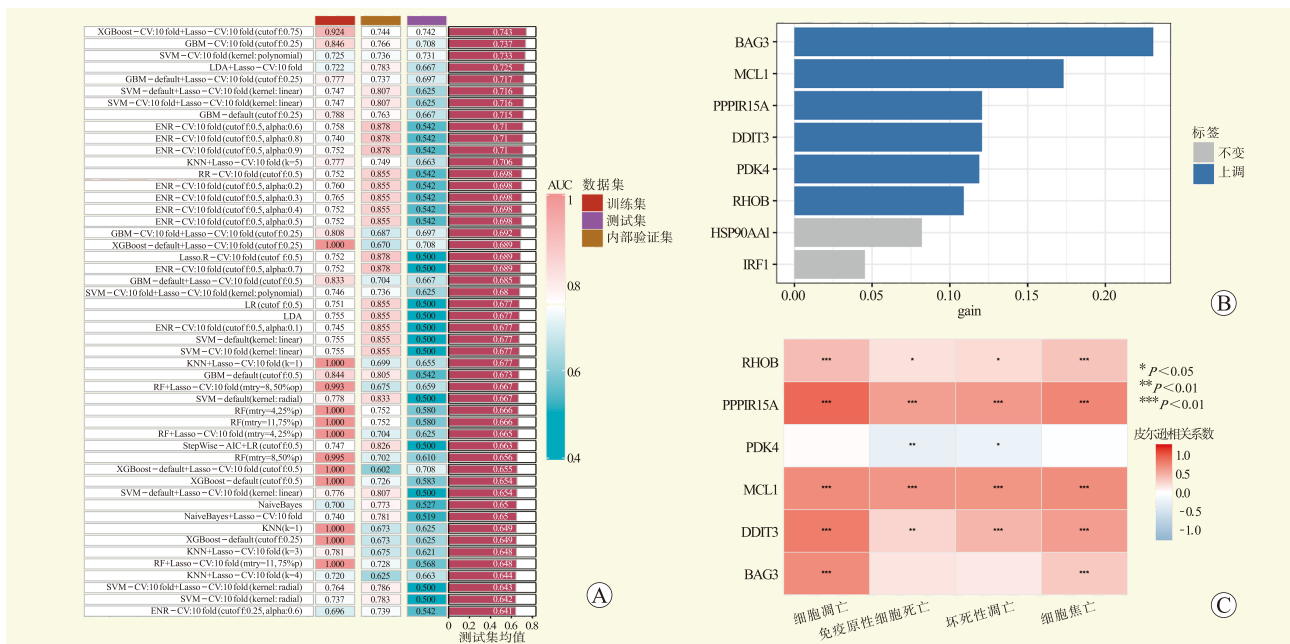 XGBoost−CV:10 fold+Lasso−CV:10 fold (cutoff:0.75) 0.924 0.744 0.742 0.743
GBM−CV:10 fold (cutoff:0.25) 0.846 0.766 0.708 0.737
SVM−CV:10 fold (kernel: polynomial) 0.725 0.736 0.731 0.733
LDA+Lasso−CV:10 fold 0.722 0.783 0.667 0.725
GBM−default+Lasso−CV:10 fold (cutoff:0.25) 0.777 0.737 0.697 0.717
SVM−default+Lasso−CV:10 fold (kernel: linear) 0.747 0.807 0.625 0.716
SVM−CV:10 fold+Lasso−CV:10 fold(kernel: linear) 0.747 0.807 0.625 0.716
GBM−default (cutoff:0.25) 0.788 0.763 0.667 0.715
ENR−CV:10 fold (cutoff:0.5, alpha:0.6) 0.758 0.878 0.542 0.71
ENR−CV:10 fold (cutoff:0.5, alpha:0.8) 0.740 0.878 0.542 0.71
ENR−CV:10 fold (cutoff:0.5, alpha:0.9) 0.752 0.878 0.542 0.71
KNN+Lasso−CV:10 fold (k=5) 0.777 0.749 0.663 0.706
RR−CV:10 fold (cutoff:0.5) 0.752 0.855 0.542 0.698
ENR−CV:10 fold (cutoff:0.5, alpha:0.2) 0.760 0.855 0.542 0.698
ENR−CV:10 fold (cutoff:0.5, alpha:0.3) 0.765 0.855 0.542 0.698
ENR−CV:10 fold (cutoff:0.5, alpha:0.4) 0.752 0.855 0.542 0.698
ENR−CV:10 fold (cutoff:0.5, alpha:0.5) 0.752 0.855 0.542 0.698
GBM−CV:10 fold+Lasso−CV:10 fold (cutoff:0.25) 0.808 0.687 0.697 0.692
XGBoost−default+Lasso−CV:10 fold (cutoff:0.25) 1.000 0.670 0.708 0.689
Lasso.R−CV:10 fold (cutoff:0.5) 0.752 0.878 0.500 0.689
ENR−CV:10 fold (cutoff:0.5, alpha:0.7) 0.752 0.878 0.500 0.689
GBM−default+Lasso−CV:10 fold (cutoff:0.5) 0.833 0.704 0.667 0.685
SVM−CV:10 fold+Lasso−CV:10 fold (kernel: polynomial) 0.746 0.736 0.625 0.68
LR (cutoff:0.5) 0.751 0.855 0.500 0.677
LDA 0.755 0.855 0.500 0.677
ENR−CV:10 fold (cutoff:0.5, alpha:0.1) 0.745 0.855 0.500 0.677
SVM−default(kernel: linear) 0.755 0.855 0.500 0.677
SVM−CV:10 fold (kernel: linear) 0.755 0.855 0.500 0.677
KNN+Lasso−CV:10 fold (k=1) 1.000 0.699 0.655 0.677
GBM−default (cutoff:0.5) 0.844 0.805 0.542 0.673
RF+Lasso−CV:10 fold (mtry=8, 50%p) 0.993 0.675 0.659 0.667
SVM−default(kernel: radial) 0.778 0.833 0.500 0.667
RF(mtry=4,25%p) 1.000 0.752 0.580 0.666
RF(mtry=11,75%p) 1.000 0.752 0.580 0.666
RF+Lasso−CV:10 fold (mtry=4, 25%p) 1.000 0.704 0.625 0.665
StepWise−AIC+LR (cutoff:0.5) 0.747 0.826 0.500 0.663
RF(mtry=8,50%p) 0.995 0.702 0.610 0.656
XGBoost−default+Lasso−CV:10 fold (cutoff:0.5) 1.000 0.602 0.708 0.655
XGBoost−default (cutoff:0.5) 1.000 0.726 0.583 0.654
SVM−default+Lasso−CV:10 fold (kernel: linear) 0.776 0.807 0.500 0.654
NaiveBayes 0.700 0.773 0.527 0.65
NaiveBayes+Lasso−CV:10 fold 0.740 0.781 0.519 0.65
KNN(k=1) 1.000 0.673 0.625 0.649
XGBoost−default (cutoff:0.25) 1.000 0.673 0.625 0.649
KNN+Lasso−CV:10 fold (k=3) 0.781 0.675 0.621 0.648
RF+Lasso−CV:10 fold (mtry=11, 75%p) 1.000 0.728 0.568 0.648
KNN+Lasso−CV:10 fold (k=4) 0.720 0.625 0.663 0.644
SVM−CV:10 fold+Lasso−CV:10 fold (kernel: radial) 0.764 0.786 0.500 0.643
SVM−CV:10 fold (kernel: radial) 0.737 0.783 0.500 0.642
ENR−CV:10 fold (cutoff:0.25, alpha:0.6) 0.696 0.739 0.542 0.641
0 0.2 0.4 0.6 0.8
测试集均值
AUC
1
0.8
0.6
0.4
数据集
训练集
测试集
内部验证集
A
BAG3
MCL1
PPPIR15A
DDIT3
PDK4
RHOB
HSP90AA1
IRF1
0.00 0.05 0.10 0.15 0.20
gain
标签
不变
上调
B
RHOB *** * * ***
PPPIR15A *** *** *** ***
PDK4 ** *
MCL1 *** *** *** ***
DDIT3 *** ** *** ***
BAG3 *** ***
细胞凋亡
免疫原性细胞死亡
坏死性凋亡
细胞焦亡
* P<0.05
** P<0.01
*** P<0.01
皮尔逊相关系数
1.0
0.5
0.0
−0.5
−1.0
C